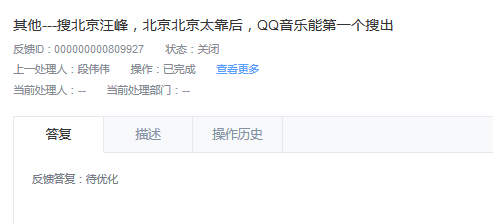 其他---搜北京汪峰，北京北京太靠后，QQ音乐能第一个搜出
反馈ID：000000000809927 状态：关闭
上一处理人：段伟伟 操作：已完成 查看更多
当前处理人：-- 当前处理部门：--
答复 描述 操作历史
反馈答复：待优化